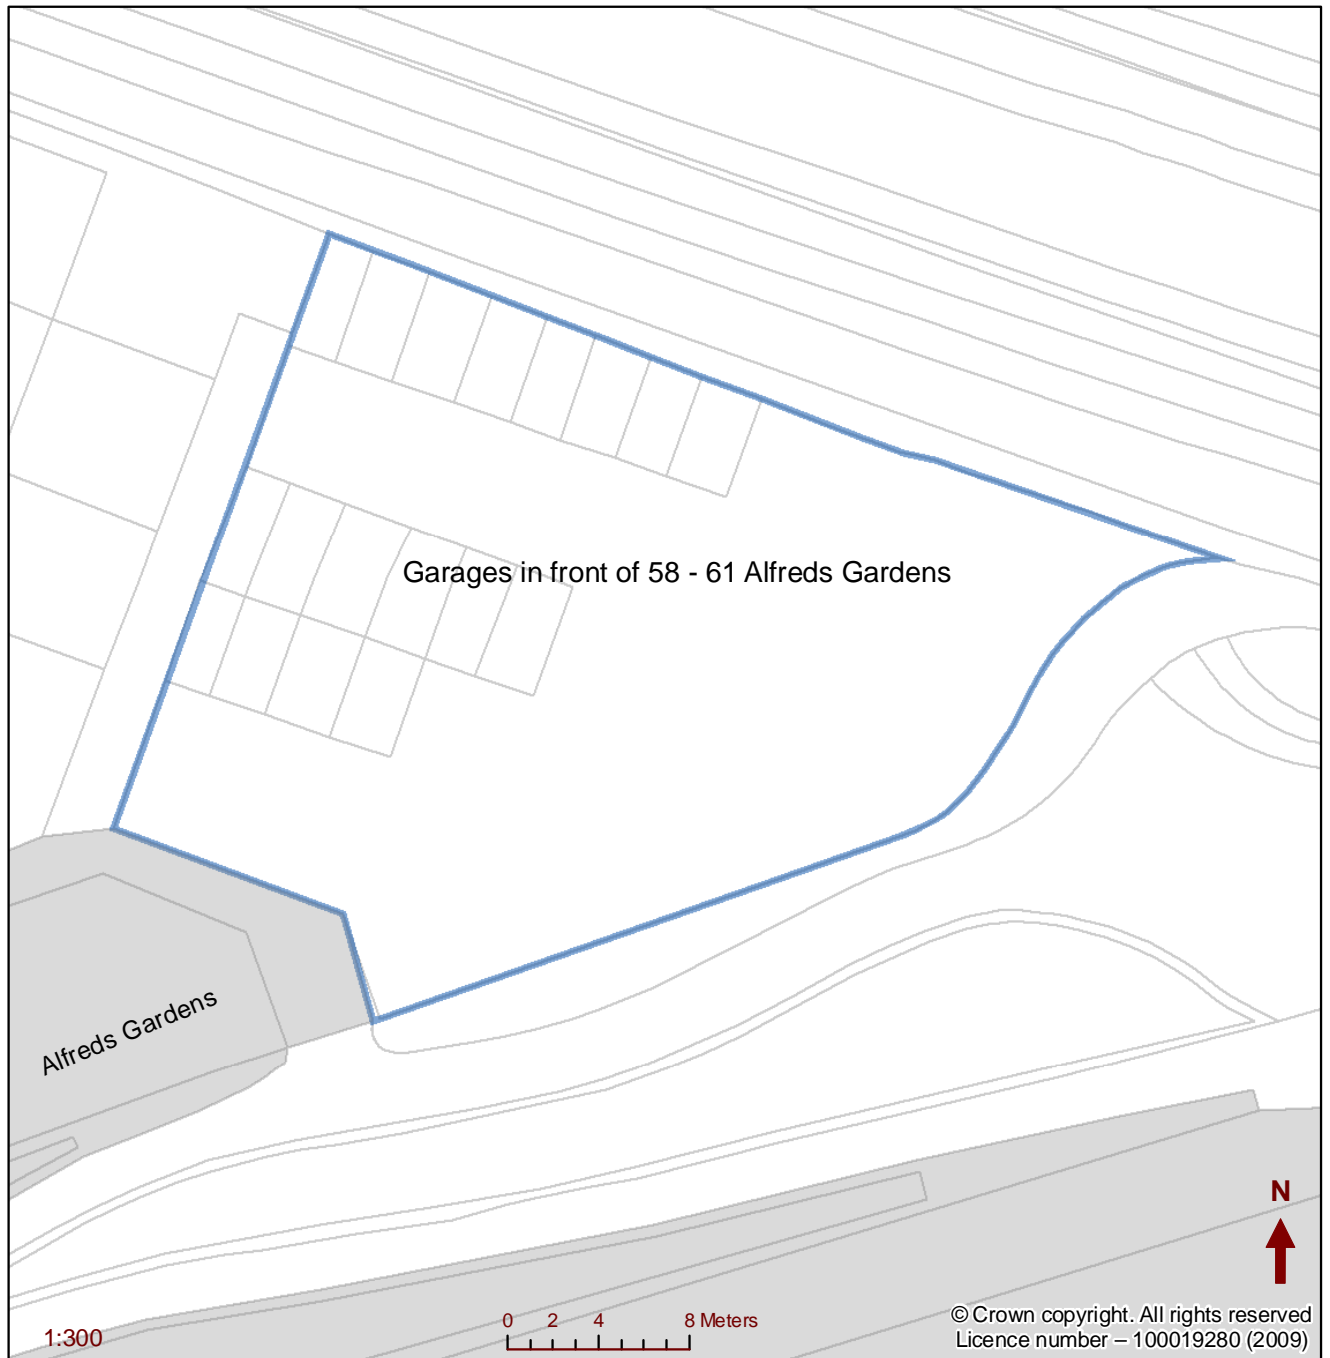 Garages in front of 58 - 61 Alfreds Gardens
Alfreds Gardens
N
1:300
0 2 4 8 Meters
© Crown copyright. All rights reserved
Licence number – 100019280 (2009)